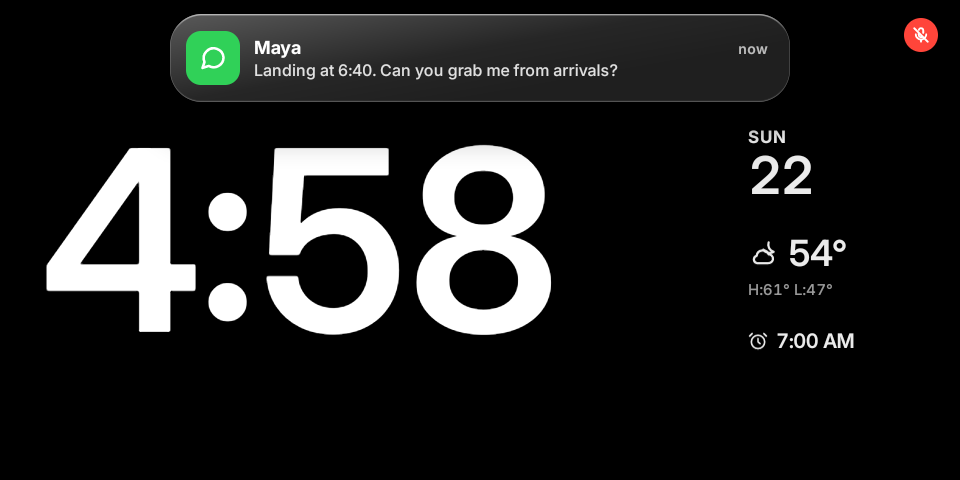 Maya
now
Landing at 6:40. Can you grab me from arrivals?
4:58
SUN
22
54°
H:61° L:47°
7:00 AM